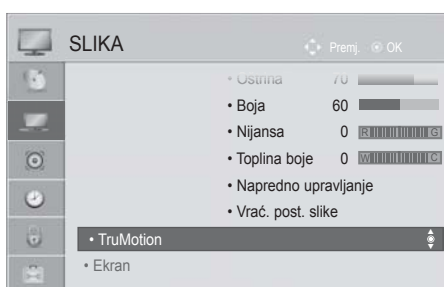 SLIKA Premj. OK
• Oštrina 70
• Boja 60
• Nijansa 0 R G
• Toplina boje 0 W C
• Napredno upravljanje
• Vrać. post. slike
• TruMotion
• Ekran